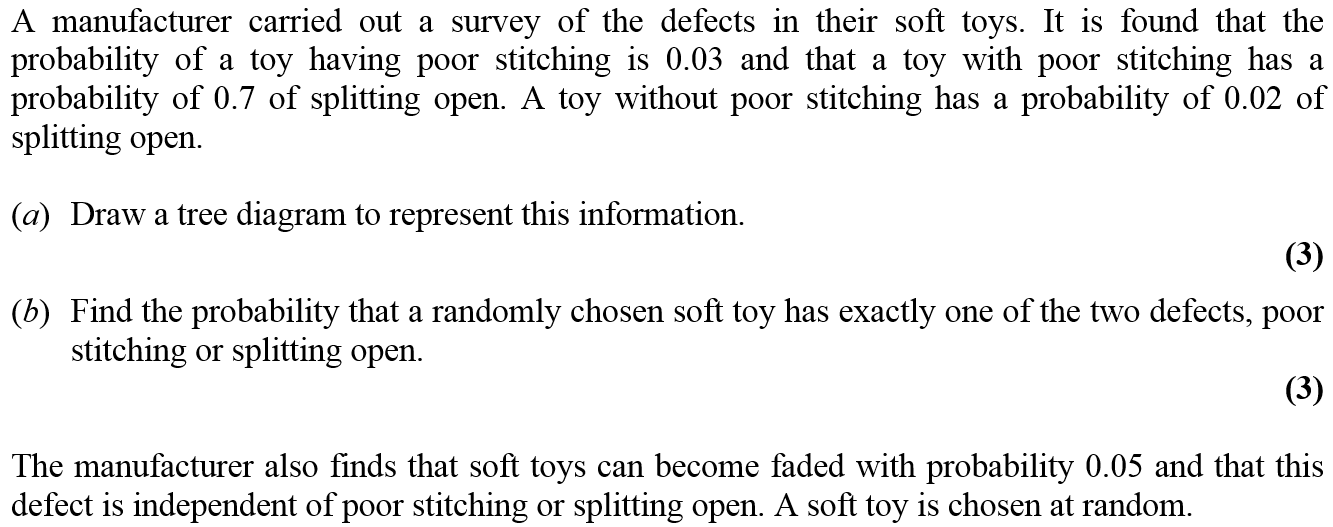 A manufacturer carried out a survey of the defects in their soft toys. It is found that the
probability of a toy having poor stitching is 0.03 and that a toy with poor stitching has a
probability of 0.7 of splitting open. A toy without poor stitching has a probability of 0.02 of
splitting open.
(a) Draw a tree diagram to represent this information.
(3)
(b) Find the probability that a randomly chosen soft toy has exactly one of the two defects, poor
stitching or splitting open.
(3)
The manufacturer also finds that soft toys can become faded with probability 0.05 and that this
defect is independent of poor stitching or splitting open. A soft toy is chosen at random.